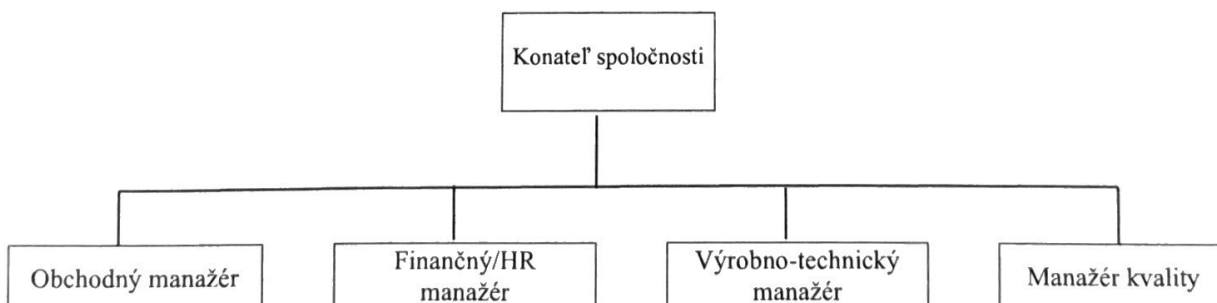 Konateľ spoločnosti
Obchodný manažér
Finančný/HR
manažér
Výrobno-technický
manažér
Manažér kvality